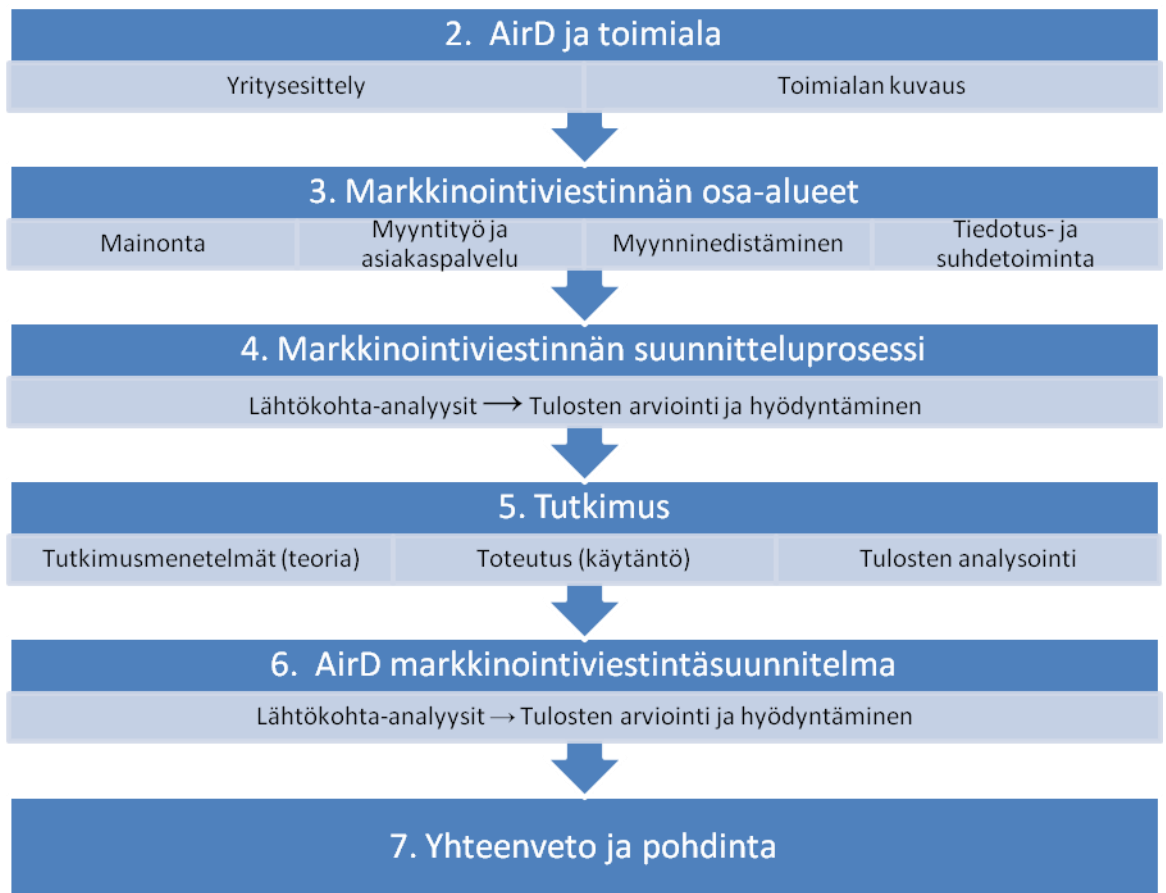 2. AirD ja toimiala
Yritysesittely
Toimialan kuvaus
3. Markkinointiviestinnän osa-alueet
Mainonta
Myyntityö ja
asiakaspalvelu
Myynninedistäminen
Tiedotus- ja
suhdetoiminta
4. Markkinointiviestinnän suunnitteluprosessi
Lähtökohta-analyysit → Tulosten arviointi ja hyödyntäminen
5. Tutkimus
Tutkimusmenetelmät (teoria)
Toteutus (käytäntö)
Tulosten analysointi
6. AirD markkinointiviestintäsuunnitelma
Lähtökohta-analyysit → Tulosten arviointi ja hyödyntäminen
7. Yhteenveto ja pohdinta